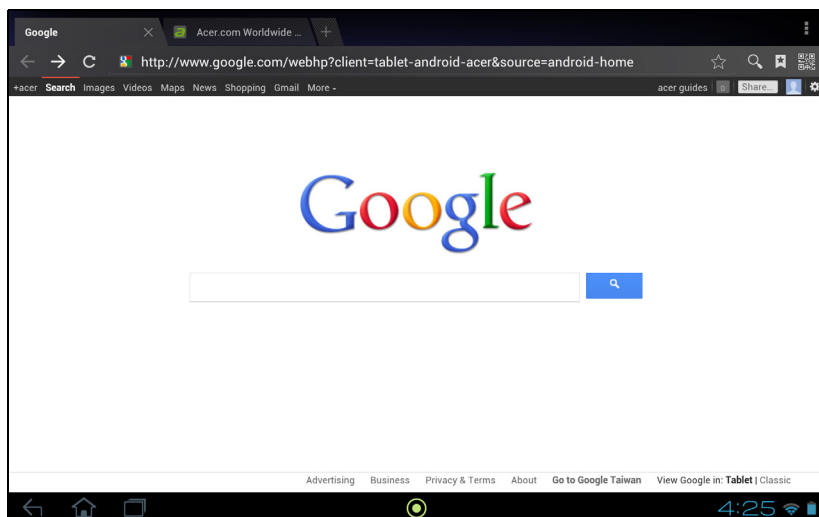 Google
Acer.com Worldwide ...
http://www.google.com/webhp?client=tablet-android-acer&source=android-home
+acer Search Images Videos Maps News Shopping Gmail More
acer guides 0 Share...
Google
Advertising Business Privacy & Terms About Go to Google Taiwan View Google in: Tablet | Classic
4:25